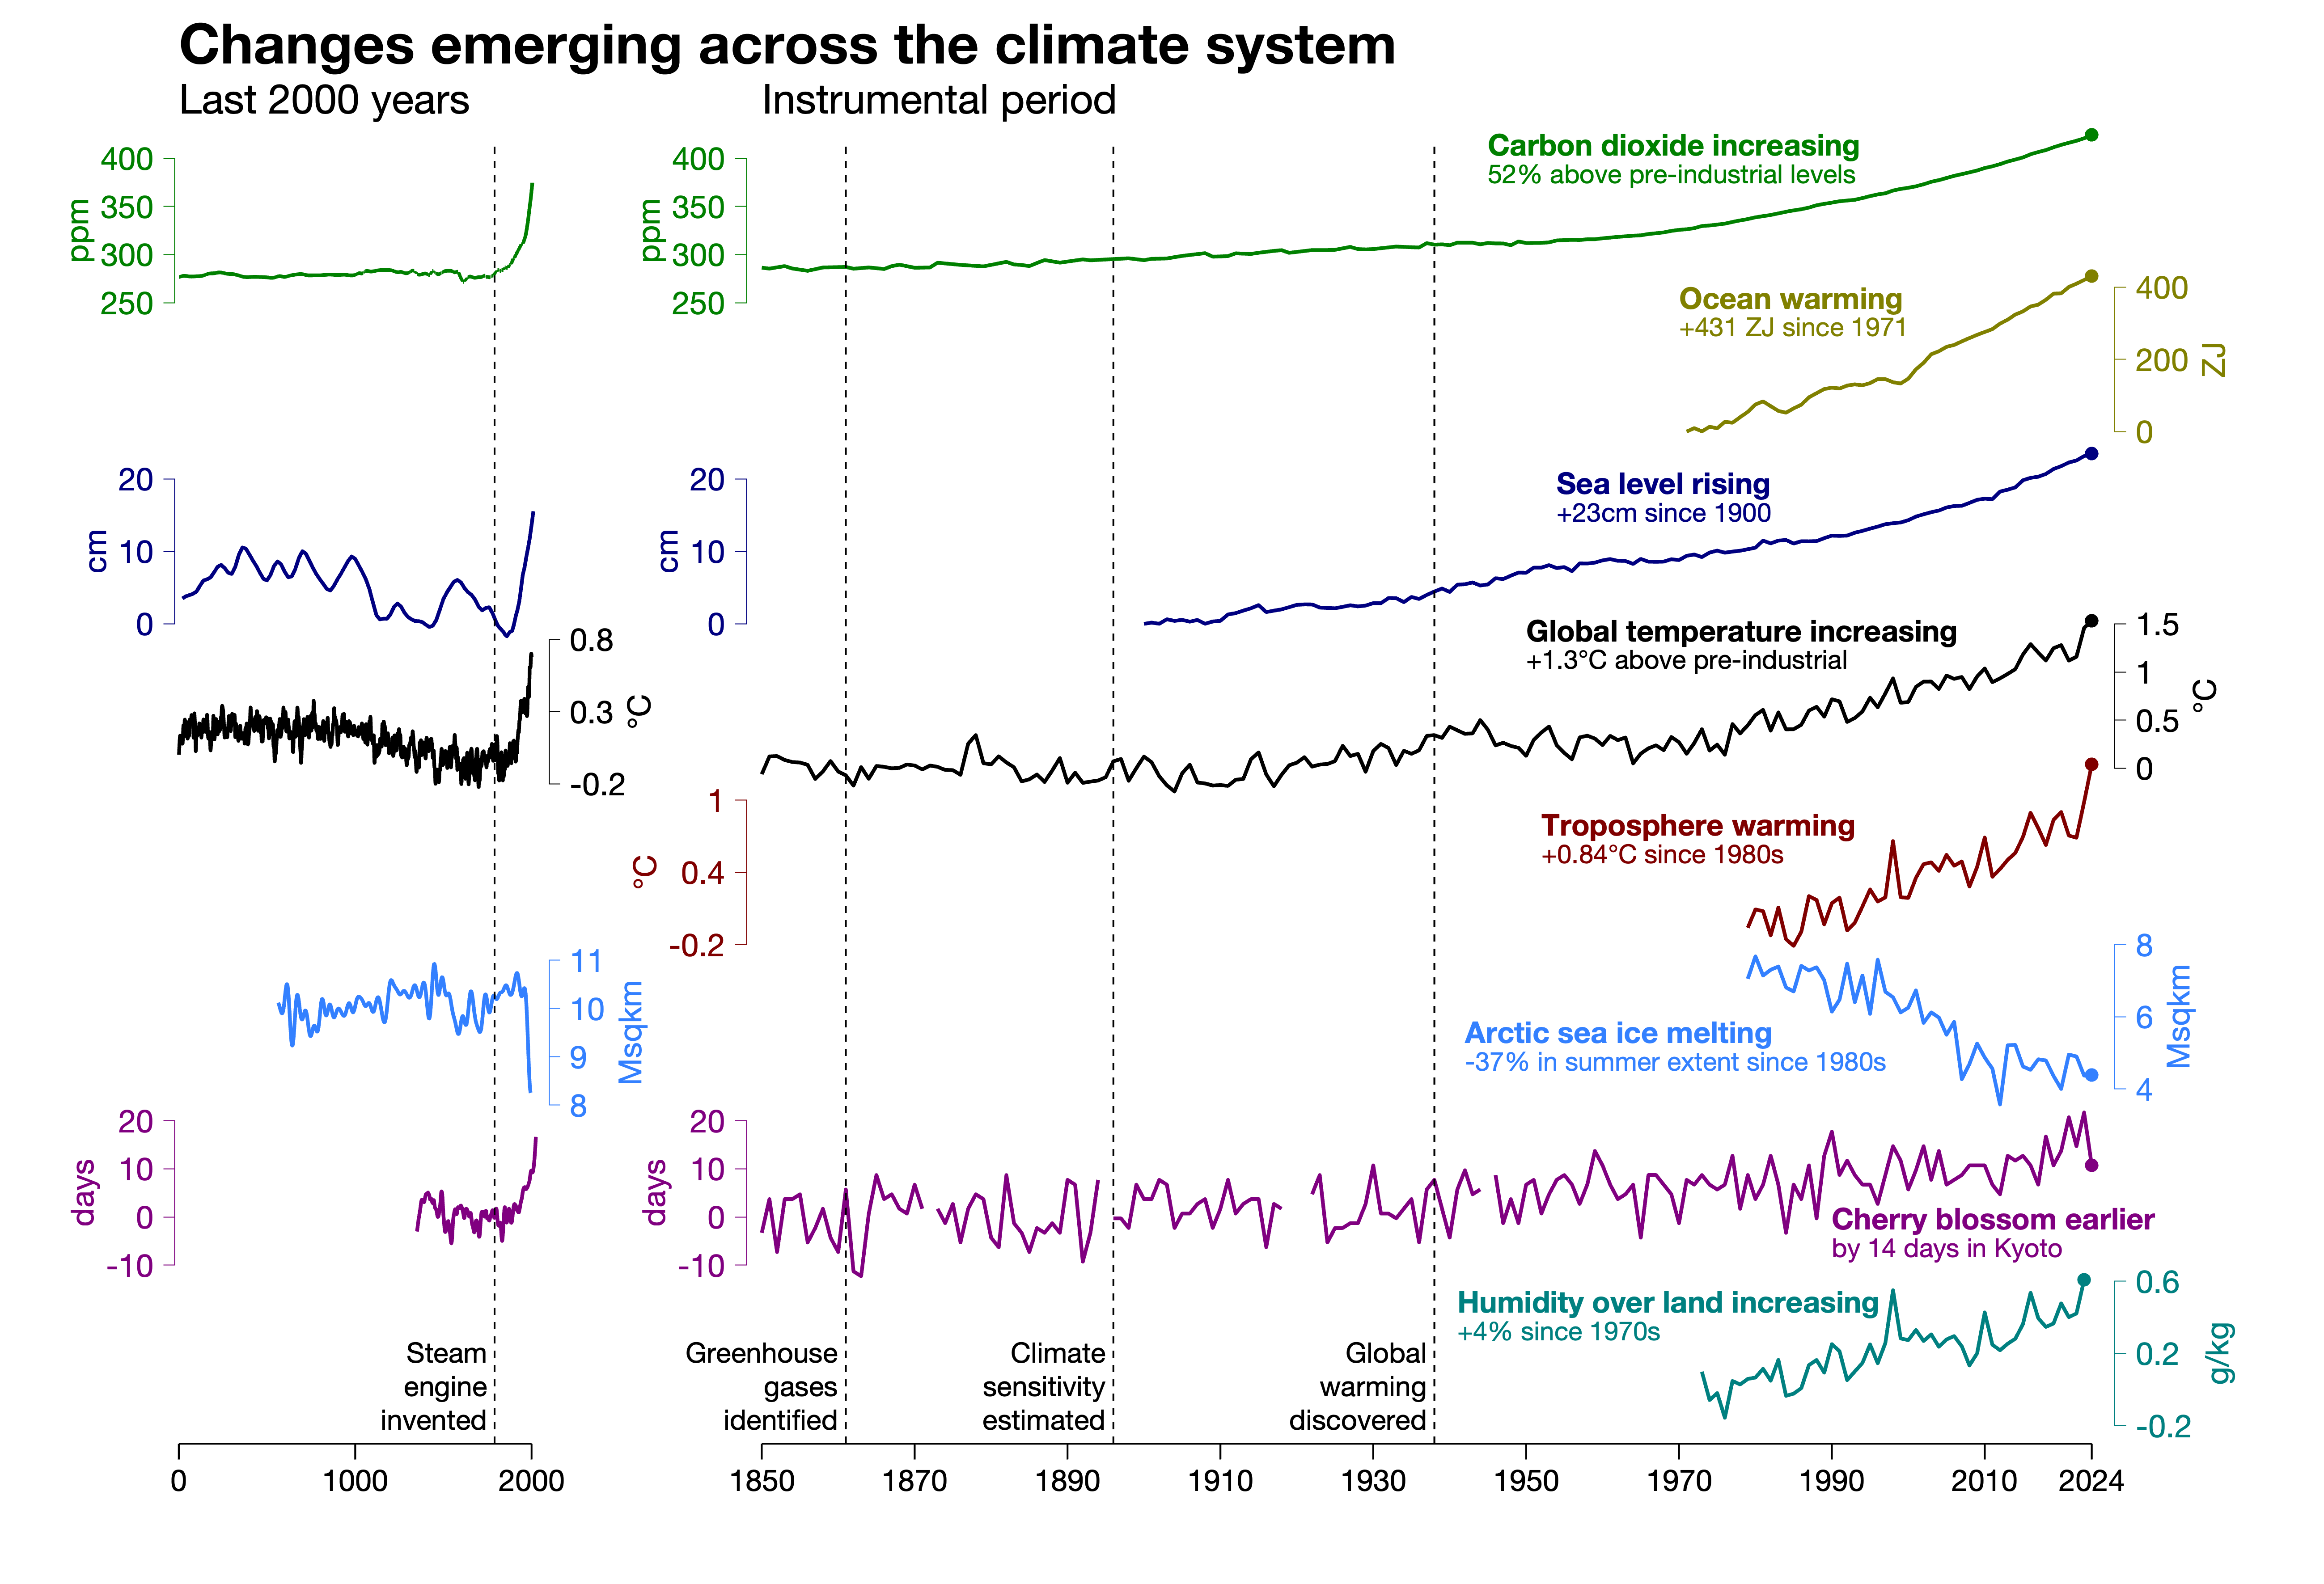 Changes emerging across the climate system
Last 2000 years
Instrumental period
400
350
300
250
ppm
400
350
300
250
ppm
Carbon dioxide increasing
52% above pre-industrial levels
Ocean warming
+431 ZJ since 1971
400
200
0
ZJ
20
10
0
cm
20
10
0
cm
Sea level rising
+23cm since 1900
0.8
0.3
-0.2
°C
Global temperature increasing
+1.3°C above pre-industrial
1.5
1
0.5
0
°C
1
0.4
-0.2
°C
Troposphere warming
+0.84°C since 1980s
11
10
9
8
Msqkm
Arctic sea ice melting
-37% in summer extent since 1980s
8
6
4
Msqkm
20
10
0
-10
days
20
10
0
-10
days
Cherry blossom earlier
by 14 days in Kyoto
Humidity over land increasing
+4% since 1970s
0.6
0.2
-0.2
g/kg
Steam
engine
invented
Greenhouse
gases
identified
Climate
sensitivity
estimated
Global
warming
discovered
0 1000 2000
1850 1870 1890 1910 1930 1950 1970 1990 2010 2024